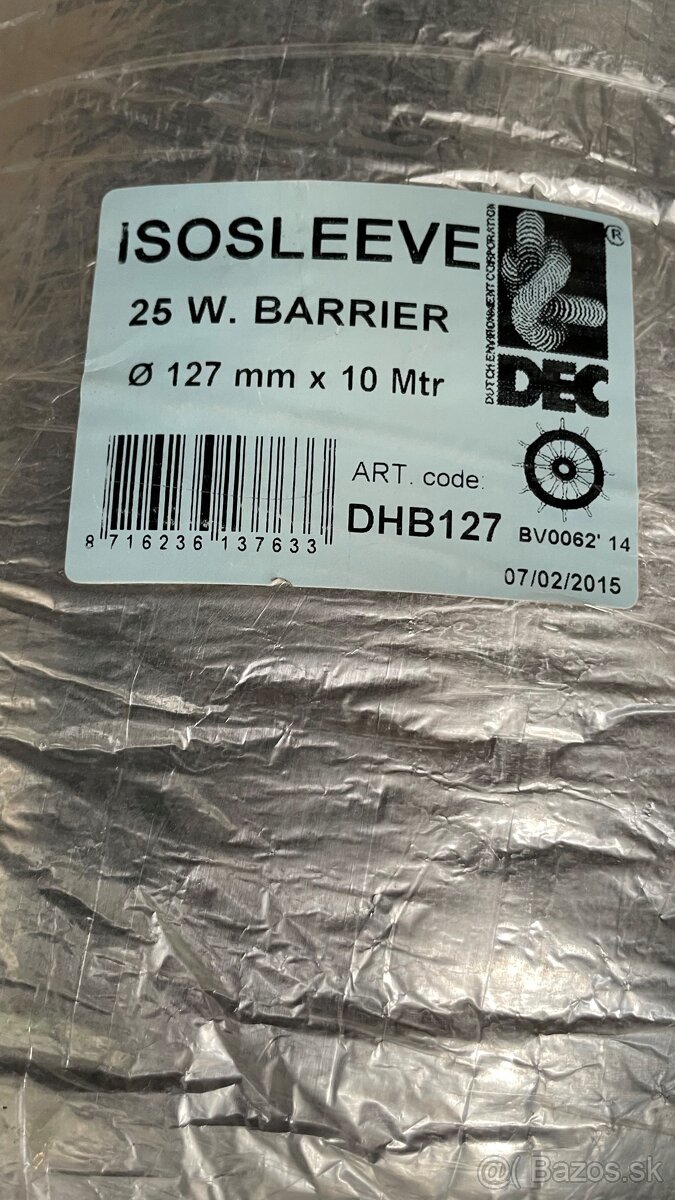 ISOSLEEVE
25 W. BARRIER
Ø 127 mm x 10 Mtr
DUTCH ENVIRONMENT CORPORATION
®
DEC
8 716236 137633
ART. code:
DHB127
BV0062' 14
07/02/2015
@( Bazos.sk